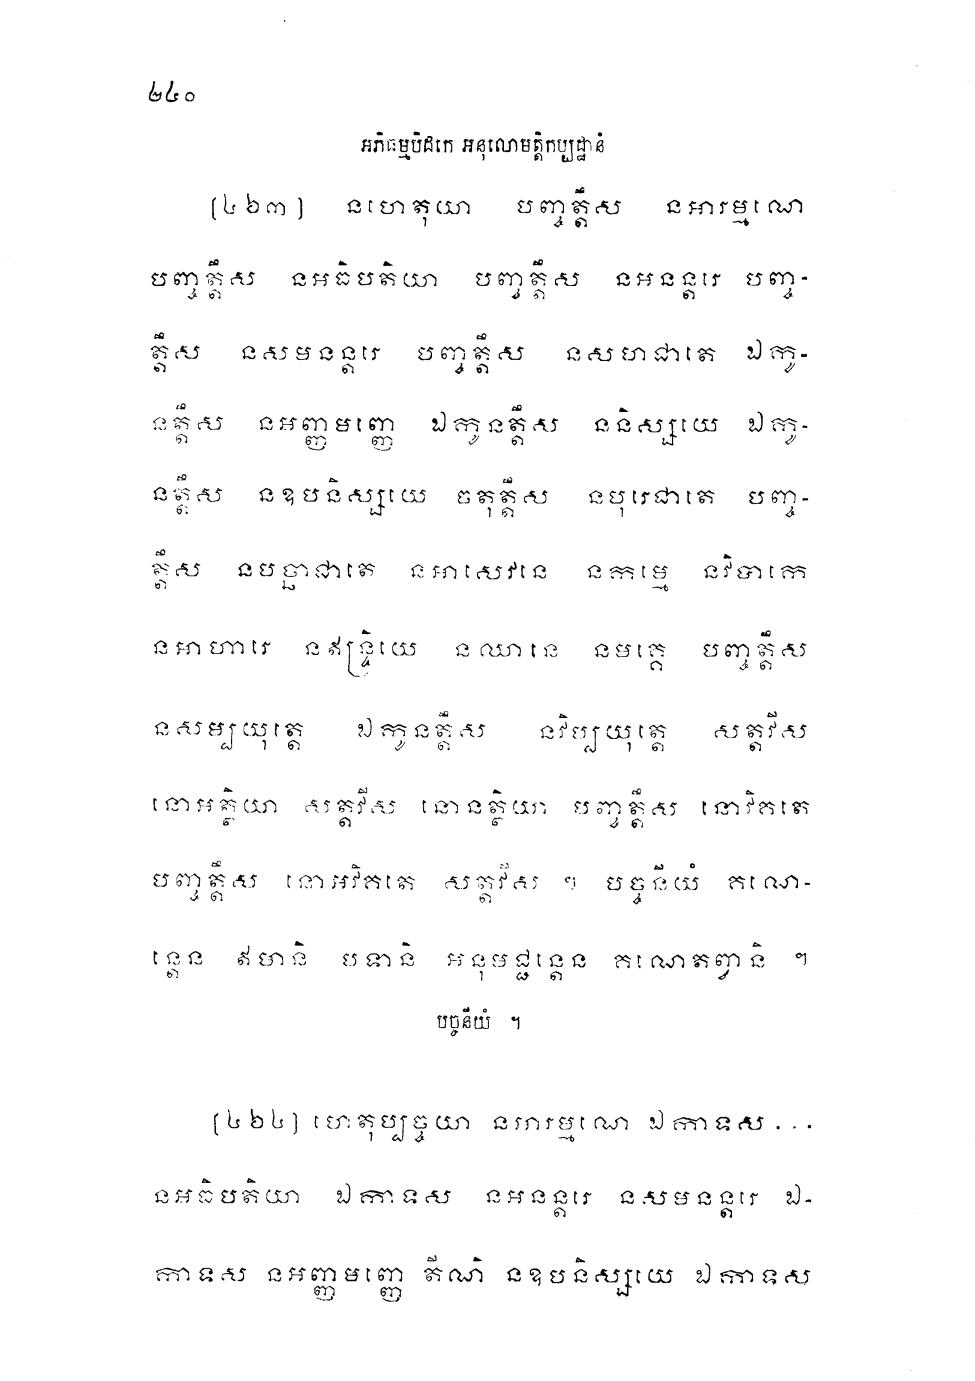 ២៤០
អភិធម្មបិដកេ អនុលោមត្តិកប្បដ្ឋានំ
[៤២៣] នហេតុយា បញ្ចត្តឹស នអារម្មណេ
បញ្ចត្តឹស នអធិបតិយា បញ្ចត្តឹស នអនន្តរេ បញ្ច-
ត្តឹស នសមនន្តរេ បញ្ចត្តឹស នសហជាតេ ឯកូ-
នត្តឹស នអញ្ញមញ្ញេ ឯកូនត្តឹស ននិស្សយេ ឯកូ-
នត្តឹស នឧបនិស្សយេ ចតុត្តឹស នបុរេជាតេ បញ្ច-
ត្តឹស នបច្ឆាជាតេ នអាសេវនេ នកម្មេ នវិបាកេ
នអាហារេ នឥន្ទ្រិយេ នឈានេ នមគ្គេ បញ្ចត្តឹស
នសម្បយុត្តេ ឯកូនត្តឹស នវិប្បយុត្តេ សត្តវីស
នោអត្ថិយា សត្តវីស នោនត្ថិយា បញ្ចត្តឹស នោវិគតេ
បញ្ចត្តឹស នោអវិគតេ សត្តវីស ។ បច្ចនីយំ គណេ-
ន្តេន ឥមានិ បទានិ អនុមជ្ជន្តេន គណេតព្វានិ ។
បច្ចនីយំ ។
[៤២៤] ហេតុប្បច្ចយា នអារម្មណេ ឯកាទស...
នអធិបតិយា ឯកាទស នអនន្តរេ នសមនន្តរេ ឯ-
កាទស នអញ្ញមញ្ញេ តីណិ នឧបនិស្សយេ ឯកាទស